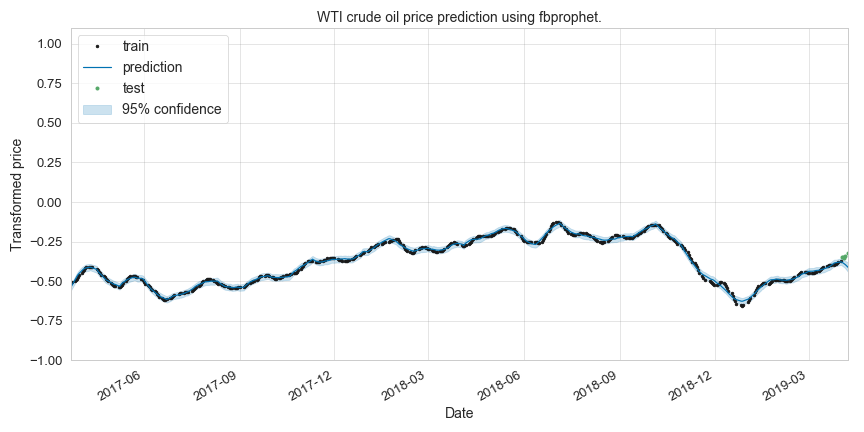 WTI crude oil price prediction using fbprophet.
train
prediction
test
95% confidence
Transformed price
1.00
0.75
0.50
0.25
0.00
−0.25
−0.50
−0.75
−1.00
2017-06
2017-09
2017-12
2018-03
2018-06
2018-09
2018-12
2019-03
Date